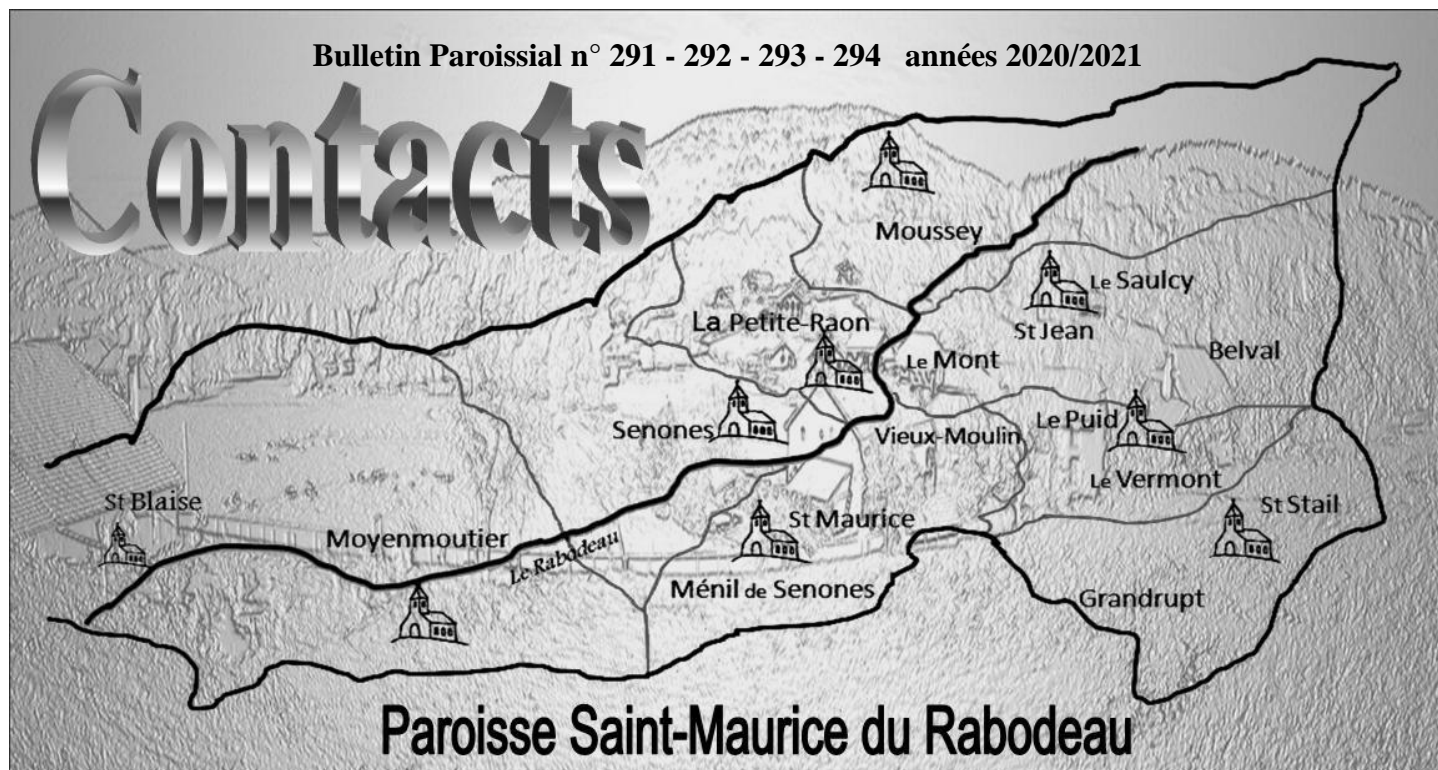 Bulletin Paroissial n° 291 - 292 - 293 - 294 années 2020/2021
Contacts
Moussey
Le Saulcy
St Jean
La Petite-Raon
Le Mont
Belval
Senones
Vieux-Moulin
Le Puid
Le Vermont
St Blaise
Moyenmoutier
Le Rabodeau
St Maurice
St Stail
Ménil de Senones
Grandrupt
Paroisse Saint-Maurice du Rabodeau